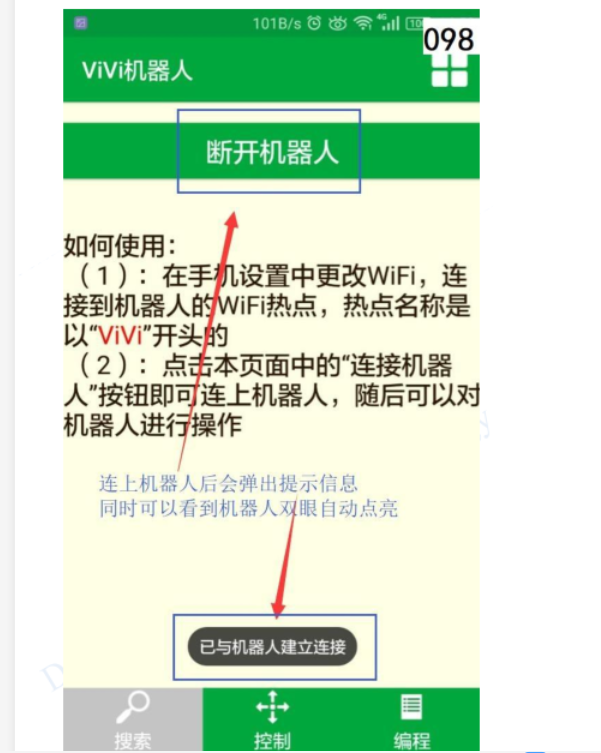 101B/s
4G
098
ViVi机器人
断开机器人
如何使用：
（1）：在手机设置中更改WiFi，连
接到机器人的WiFi热点，热点名称是
以“ViVi”开头的
（2）：点击本页面中的“连接机器
人”按钮即可连上机器人，随后可以对
机器人进行操作
连上机器人后会弹出提示信息
同时可以看到机器人双眼自动点亮
已与机器人建立连接
搜索 控制 编程